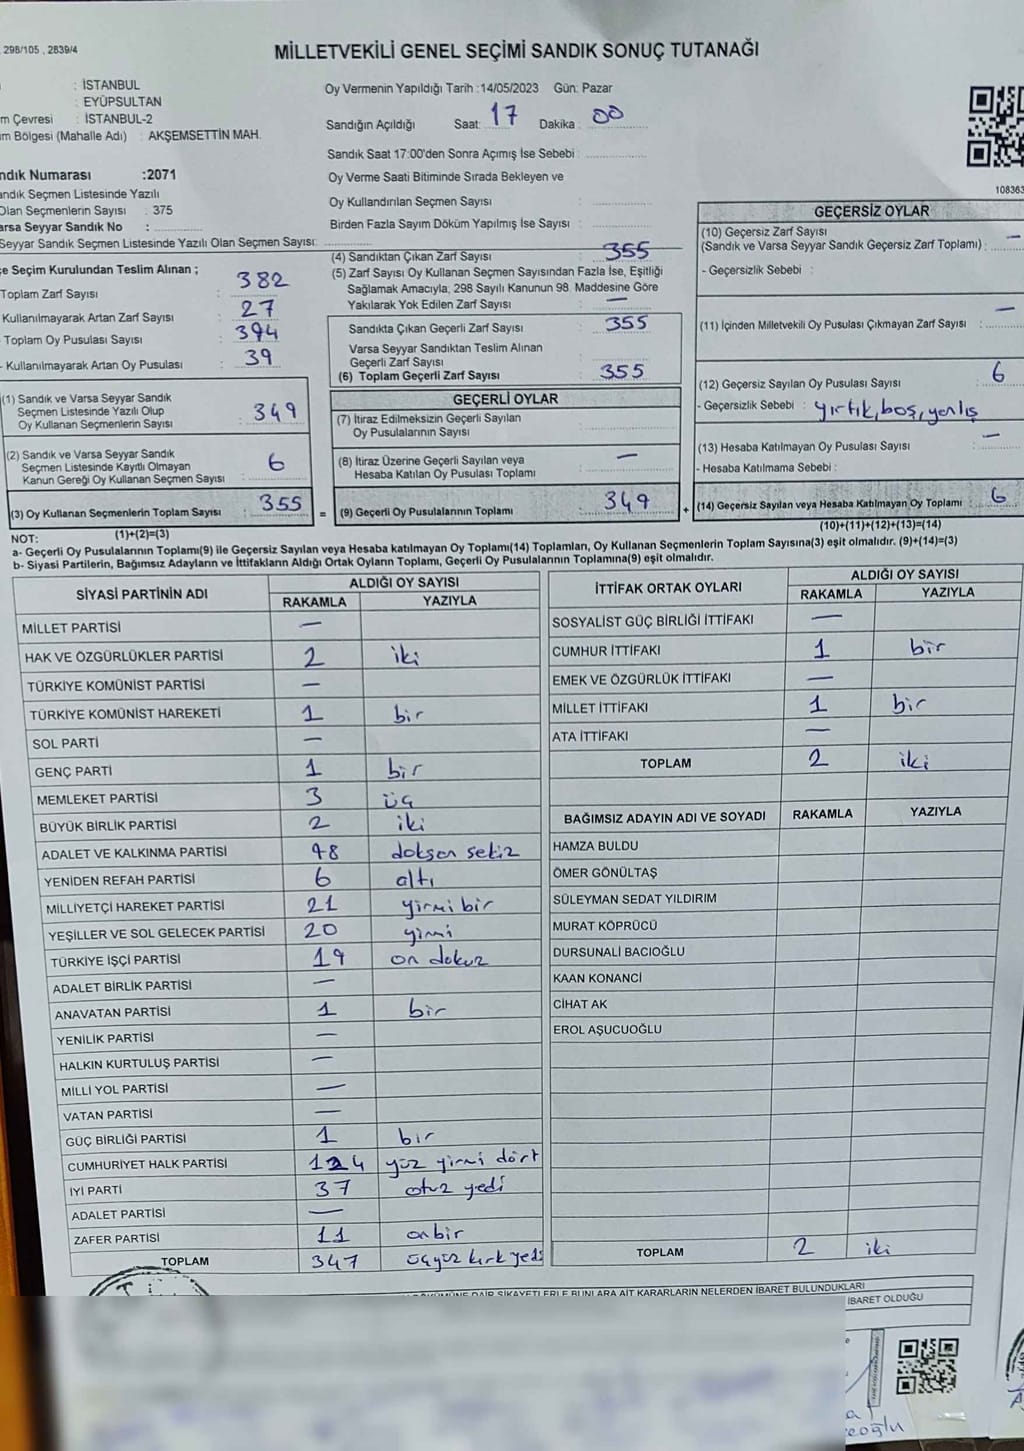 298/105 , 2839/4
MİLLETVEKİLİ GENEL SEÇİMİ SANDIK SONUÇ TUTANAĞI
: İSTANBUL
: EYÜPSULTAN
m Çevresi : İSTANBUL-2
m Bölgesi (Mahalle Adı) : AKŞEMSETTİN MAH.
Oy Vermenin Yapıldığı Tarih :14/05/2023 Gün: Pazar
Sandığın Açıldığı Saat: 17 Dakika : 00
Sandık Saat 17:00'den Sonra Açımış İse Sebebi :
ndık Numarası :2071
andık Seçmen Listesinde Yazılı
Olan Seçmenlerin Sayısı : 375
arsa Seyyar Sandık No :
Seyyar Sandık Seçmen Listesinde Yazılı Olan Seçmen Sayısı:
Oy Verme Saati Bitiminde Sırada Bekleyen ve
Oy Kullandırılan Seçmen Sayısı :
Birden Fazla Sayım Döküm Yapılmış İse Sayısı :
108363
e Seçim Kurulundan Teslim Alınan ;
Toplam Zarf Sayısı : 382
Kullanılmayarak Artan Zarf Sayısı : 27
Toplam Oy Pusulası Sayısı : 394
- Kullanılmayarak Artan Oy Pusulası : 39
(1) Sandık ve Varsa Seyyar Sandık
Seçmen Listesinde Yazılı Olup
Oy Kullanan Seçmenlerin Sayısı : 349
(2) Sandık ve Varsa Seyyar Sandık
Seçmen Listesinde Kayıtlı Olmayan
Kanun Gereği Oy Kullanan Seçmen Sayısı : 6
(3) Oy Kullanan Seçmenlerin Toplam Sayısı : 355 =
(1)+(2)=(3)
(4) Sandıktan Çıkan Zarf Sayısı : 355
(5) Zarf Sayısı Oy Kullanan Seçmen Sayısından Fazla İse, Eşitliği
Sağlamak Amacıyla, 298 Sayılı Kanunun 98. Maddesine Göre
Yakılarak Yok Edilen Zarf Sayısı : —
Sandıkta Çıkan Geçerli Zarf Sayısı : 355
Varsa Seyyar Sandıktan Teslim Alınan
Geçerli Zarf Sayısı :
(6) Toplam Geçerli Zarf Sayısı : 355
GEÇERLİ OYLAR
(7) İtiraz Edilmeksizin Geçerli Sayılan
Oy Pusulalarının Sayısı :
(8) İtiraz Üzerine Geçerli Sayılan veya
Hesaba Katılan Oy Pusulası Toplamı : —
(9) Geçerli Oy Pusulalarının Toplamı : 349 +
GEÇERSİZ OYLAR
(10) Geçersiz Zarf Sayısı
(Sandık ve Varsa Seyyar Sandık Geçersiz Zarf Toplamı) : —
- Geçersizlik Sebebi :
(11) İçinden Milletvekili Oy Pusulası Çıkmayan Zarf Sayısı : —
(12) Geçersiz Sayılan Oy Pusulası Sayısı : 6
- Geçersizlik Sebebi : yırtık, boş, yanlış
(13) Hesaba Katılmayan Oy Pusulası Sayısı : —
- Hesaba Katılmama Sebebi :
(14) Geçersiz Sayılan veya Hesaba Katılmayan Oy Toplamı : 6
(10)+(11)+(12)+(13)=(14)
NOT:
a- Geçerli Oy Pusulalarının Toplamı(9) ile Geçersiz Sayılan veya Hesaba katılmayan Oy Toplamı(14) Toplamları, Oy Kullanan Seçmenlerin Toplam Sayısına(3) eşit olmalıdır. (9)+(14)=(3)
b- Siyasi Partilerin, Bağımsız Adayların ve İttifakların Aldığı Ortak Oyların Toplamı, Geçerli Oy Pusulalarının Toplamına(9) eşit olmalıdır.
SİYASİ PARTİNİN ADI ALDIĞI OY SAYISI
RAKAMLA YAZIYLA
MİLLET PARTİSİ —
HAK VE ÖZGÜRLÜKLER PARTİSİ 2 iki
TÜRKİYE KOMÜNİST PARTİSİ —
TÜRKİYE KOMÜNİST HAREKETİ 1 bir
SOL PARTİ —
GENÇ PARTİ 1 bir
MEMLEKET PARTİSİ 3 üç
BÜYÜK BİRLİK PARTİSİ 2 iki
ADALET VE KALKINMA PARTİSİ 98 doksan sekiz
YENİDEN REFAH PARTİSİ 6 altı
MİLLİYETÇİ HAREKET PARTİSİ 21 yirmi bir
YEŞİLLER VE SOL GELECEK PARTİSİ 20 yirmi
TÜRKİYE İŞÇİ PARTİSİ 19 on dokuz
ADALET BİRLİK PARTİSİ —
ANAVATAN PARTİSİ 1 bir
YENİLİK PARTİSİ —
HALKIN KURTULUŞ PARTİSİ —
MİLLİ YOL PARTİSİ —
VATAN PARTİSİ —
GÜÇ BİRLİĞİ PARTİSİ 1 bir
CUMHURİYET HALK PARTİSİ 124 yüz yirmi dört
İYİ PARTİ 37 otuz yedi
ADALET PARTİSİ —
ZAFER PARTİSİ 11 onbir
TOPLAM 347 üçyüz kırk yedi
İTTİFAK ORTAK OYLARI ALDIĞI OY SAYISI
RAKAMLA YAZIYLA
SOSYALİST GÜÇ BİRLİĞİ İTTİFAKI —
CUMHUR İTTİFAKI 1 bir
EMEK VE ÖZGÜRLÜK İTTİFAKI —
MİLLET İTTİFAKI 1 bir
ATA İTTİFAKI —
TOPLAM 2 iki
BAĞIMSIZ ADAYIN ADI VE SOYADI RAKAMLA YAZIYLA
HAMZA BULDU
ÖMER GÖNÜLTAŞ
SÜLEYMAN SEDAT YILDIRIM
MURAT KÖPRÜCÜ
DURSUNALİ BACIOĞLU
KAAN KONANCİ
CİHAT AK
EROL AŞUCUOĞLU
TOPLAM 2 iki
DAİR ŞİKAYETLERLE BUNLARA AİT KARARLARIN NELERDEN İBARET BULUNDUKLARI
İBARET OLDUĞU